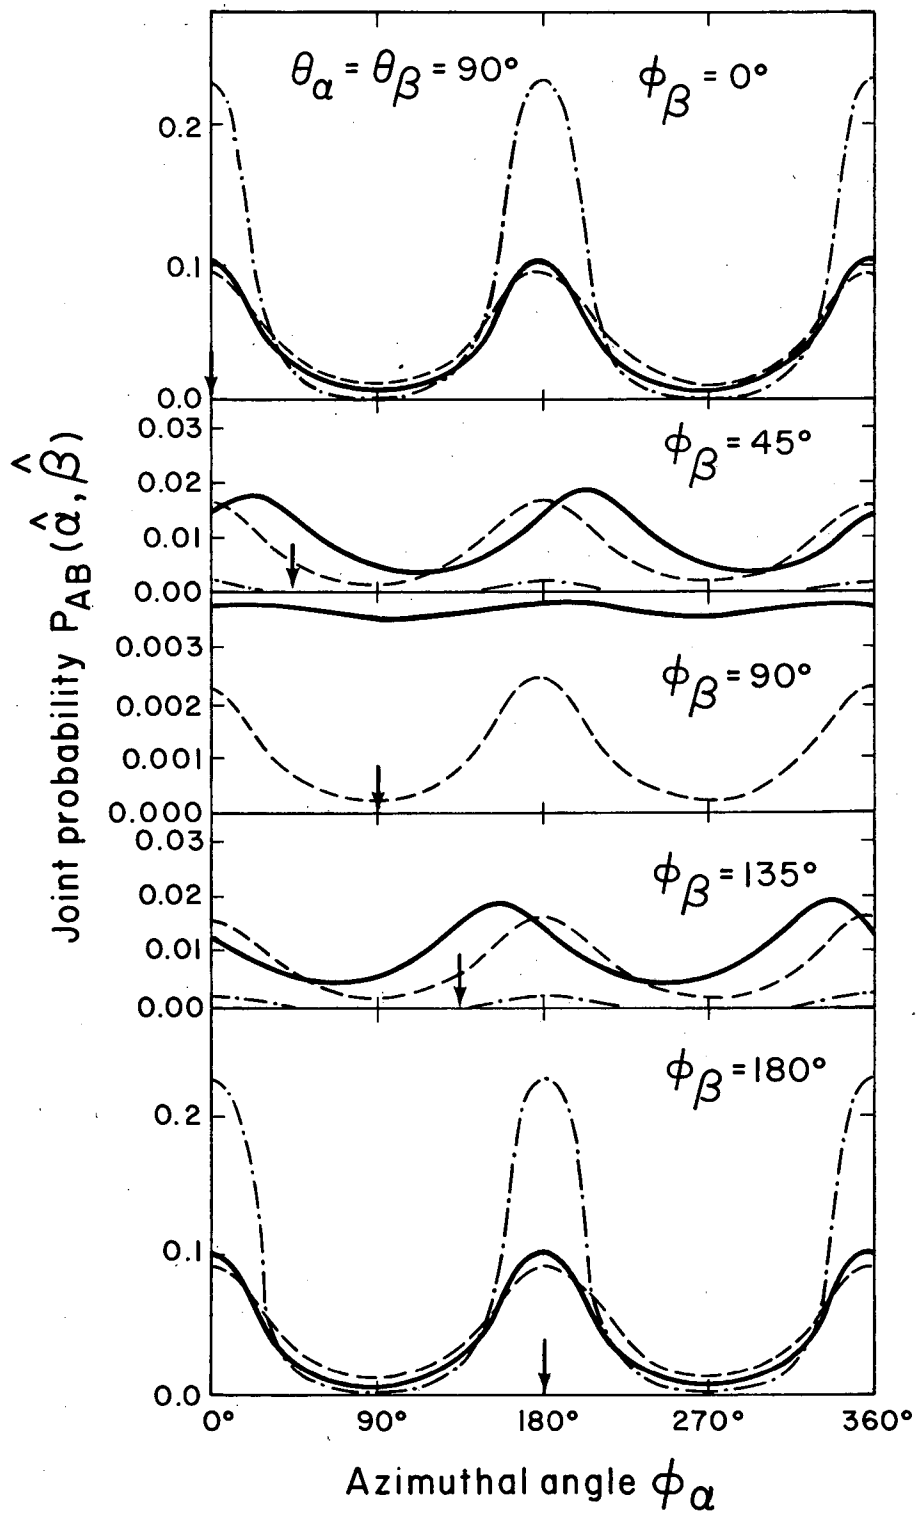 θα = θβ = 90° ϕβ = 0°
0.2
0.1
0.0
ϕβ = 45°
0.03
0.02
0.01
0.00
ϕβ = 90°
0.003
0.002
0.001
0.000
ϕβ = 135°
0.03
0.02
0.01
0.00
ϕβ = 180°
0.2
0.1
0.0
0° 90° 180° 270° 360°
Azimuthal angle ϕα
Joint probability PAB(α̂, β̂)